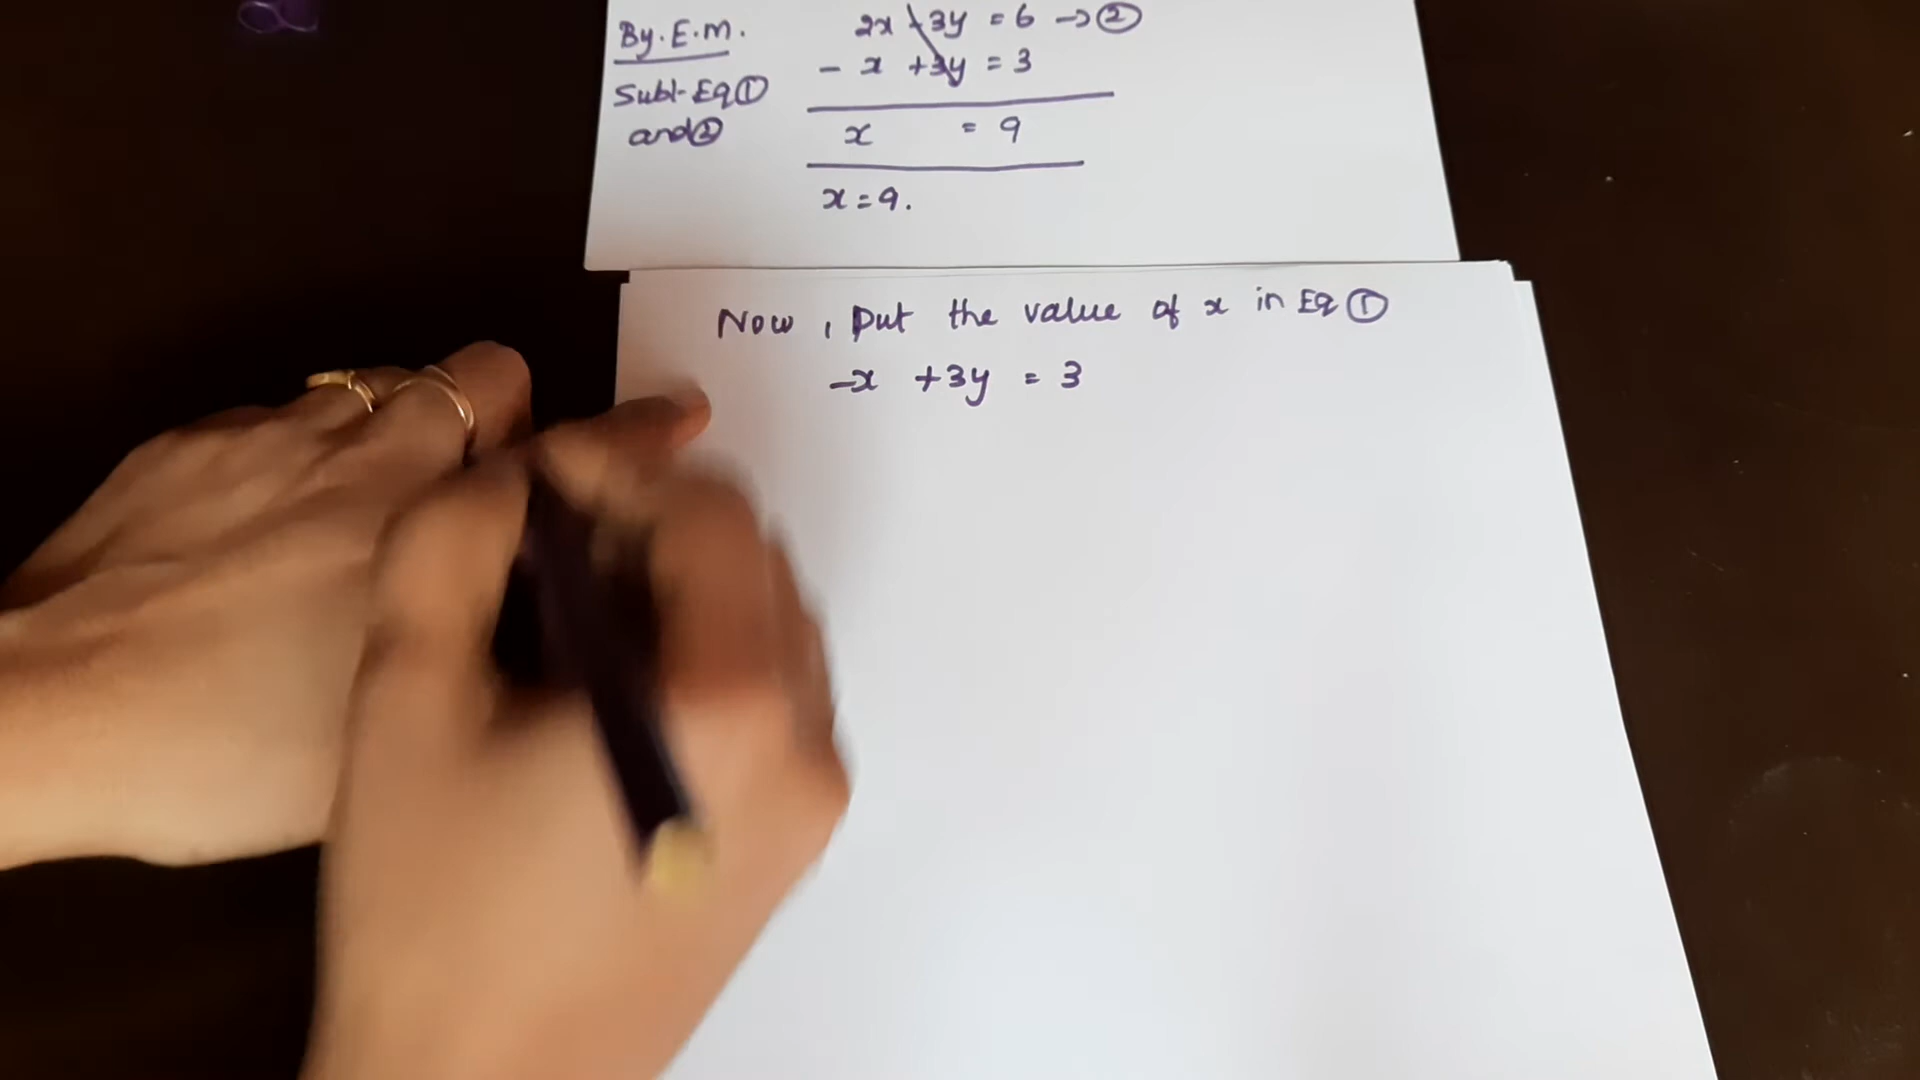 By. E.M.
2x - 3y = 6 → ②
- x + 3y = 3
Subt. Eq ①
and ②
x = 9
x = 9.
Now, put the value of x in Eq ①
-x + 3y = 3